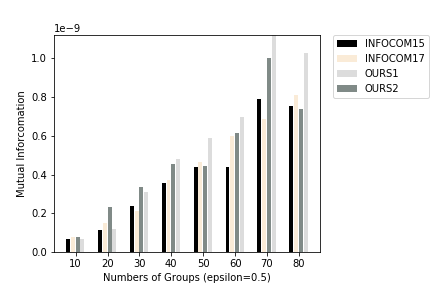 1e−9
INFOCOM15
INFOCOM17
OURS1
OURS2
1.0
0.8
0.6
0.4
0.2
0.0
Mutual Inforcomation
10 20 30 40 50 60 70 80
Numbers of Groups (epsilon=0.5)